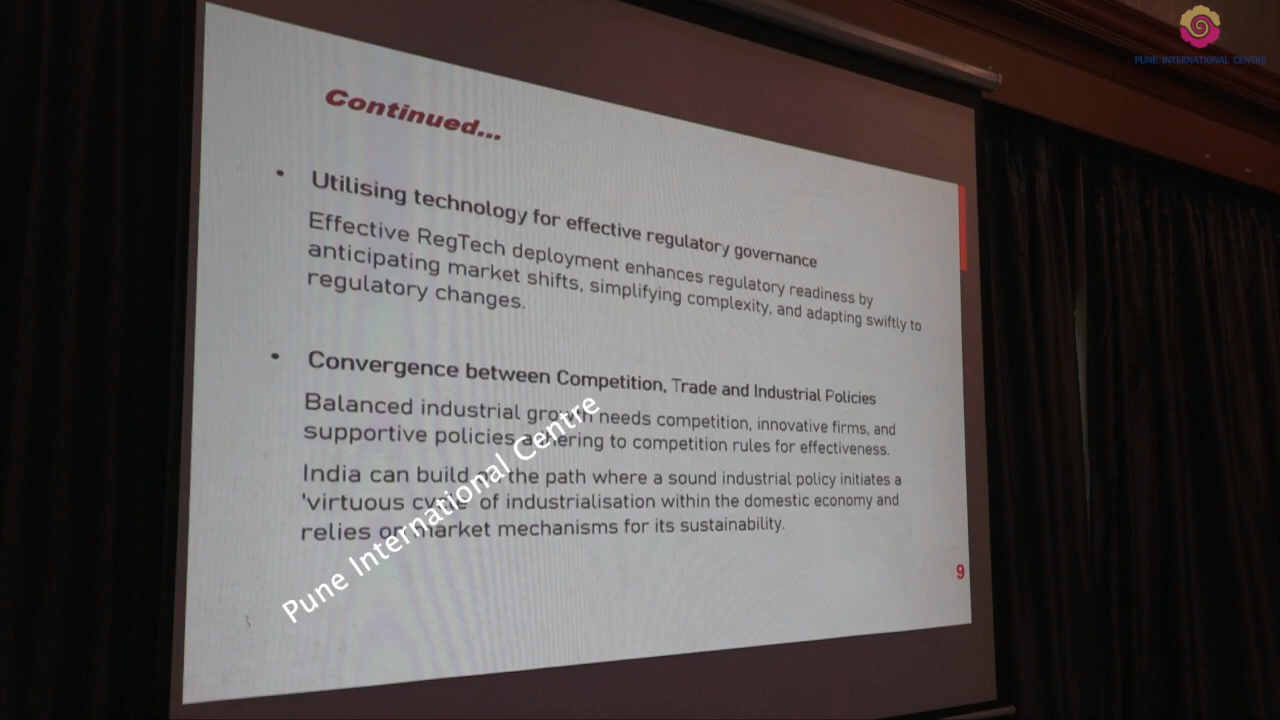 PUNE INTERNATIONAL CENTRE
Continued...
• Utilising technology for effective regulatory governance
Effective RegTech deployment enhances regulatory readiness by
anticipating market shifts, simplifying complexity, and adapting swiftly to
regulatory changes.
• Convergence between Competition, Trade and Industrial Policies
Balanced industrial growth needs competition, innovative firms, and
supportive policies adhering to competition rules for effectiveness.
India can build on the path where a sound industrial policy initiates a
'virtuous cycle' of industrialisation within the domestic economy and
relies on market mechanisms for its sustainability.
9
Pune International Centre